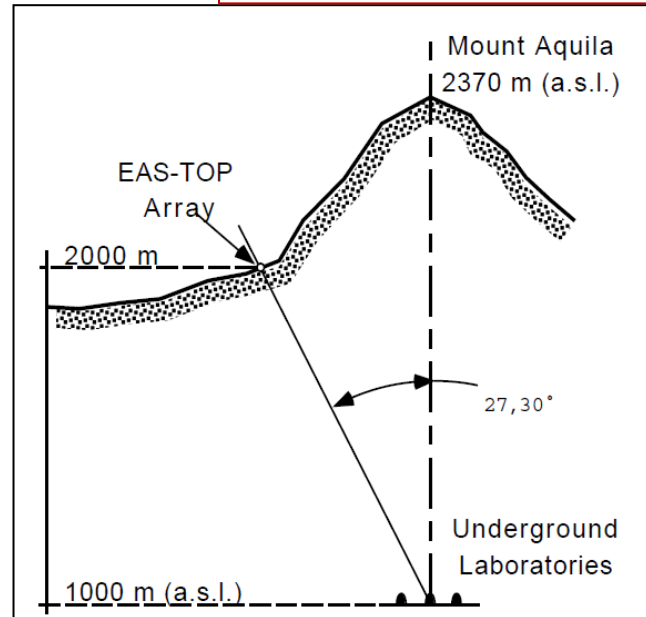 Mount Aquila
2370 m (a.s.l.)
EAS-TOP
Array
2000 m
27,30°
Underground
Laboratories
1000 m (a.s.l.)